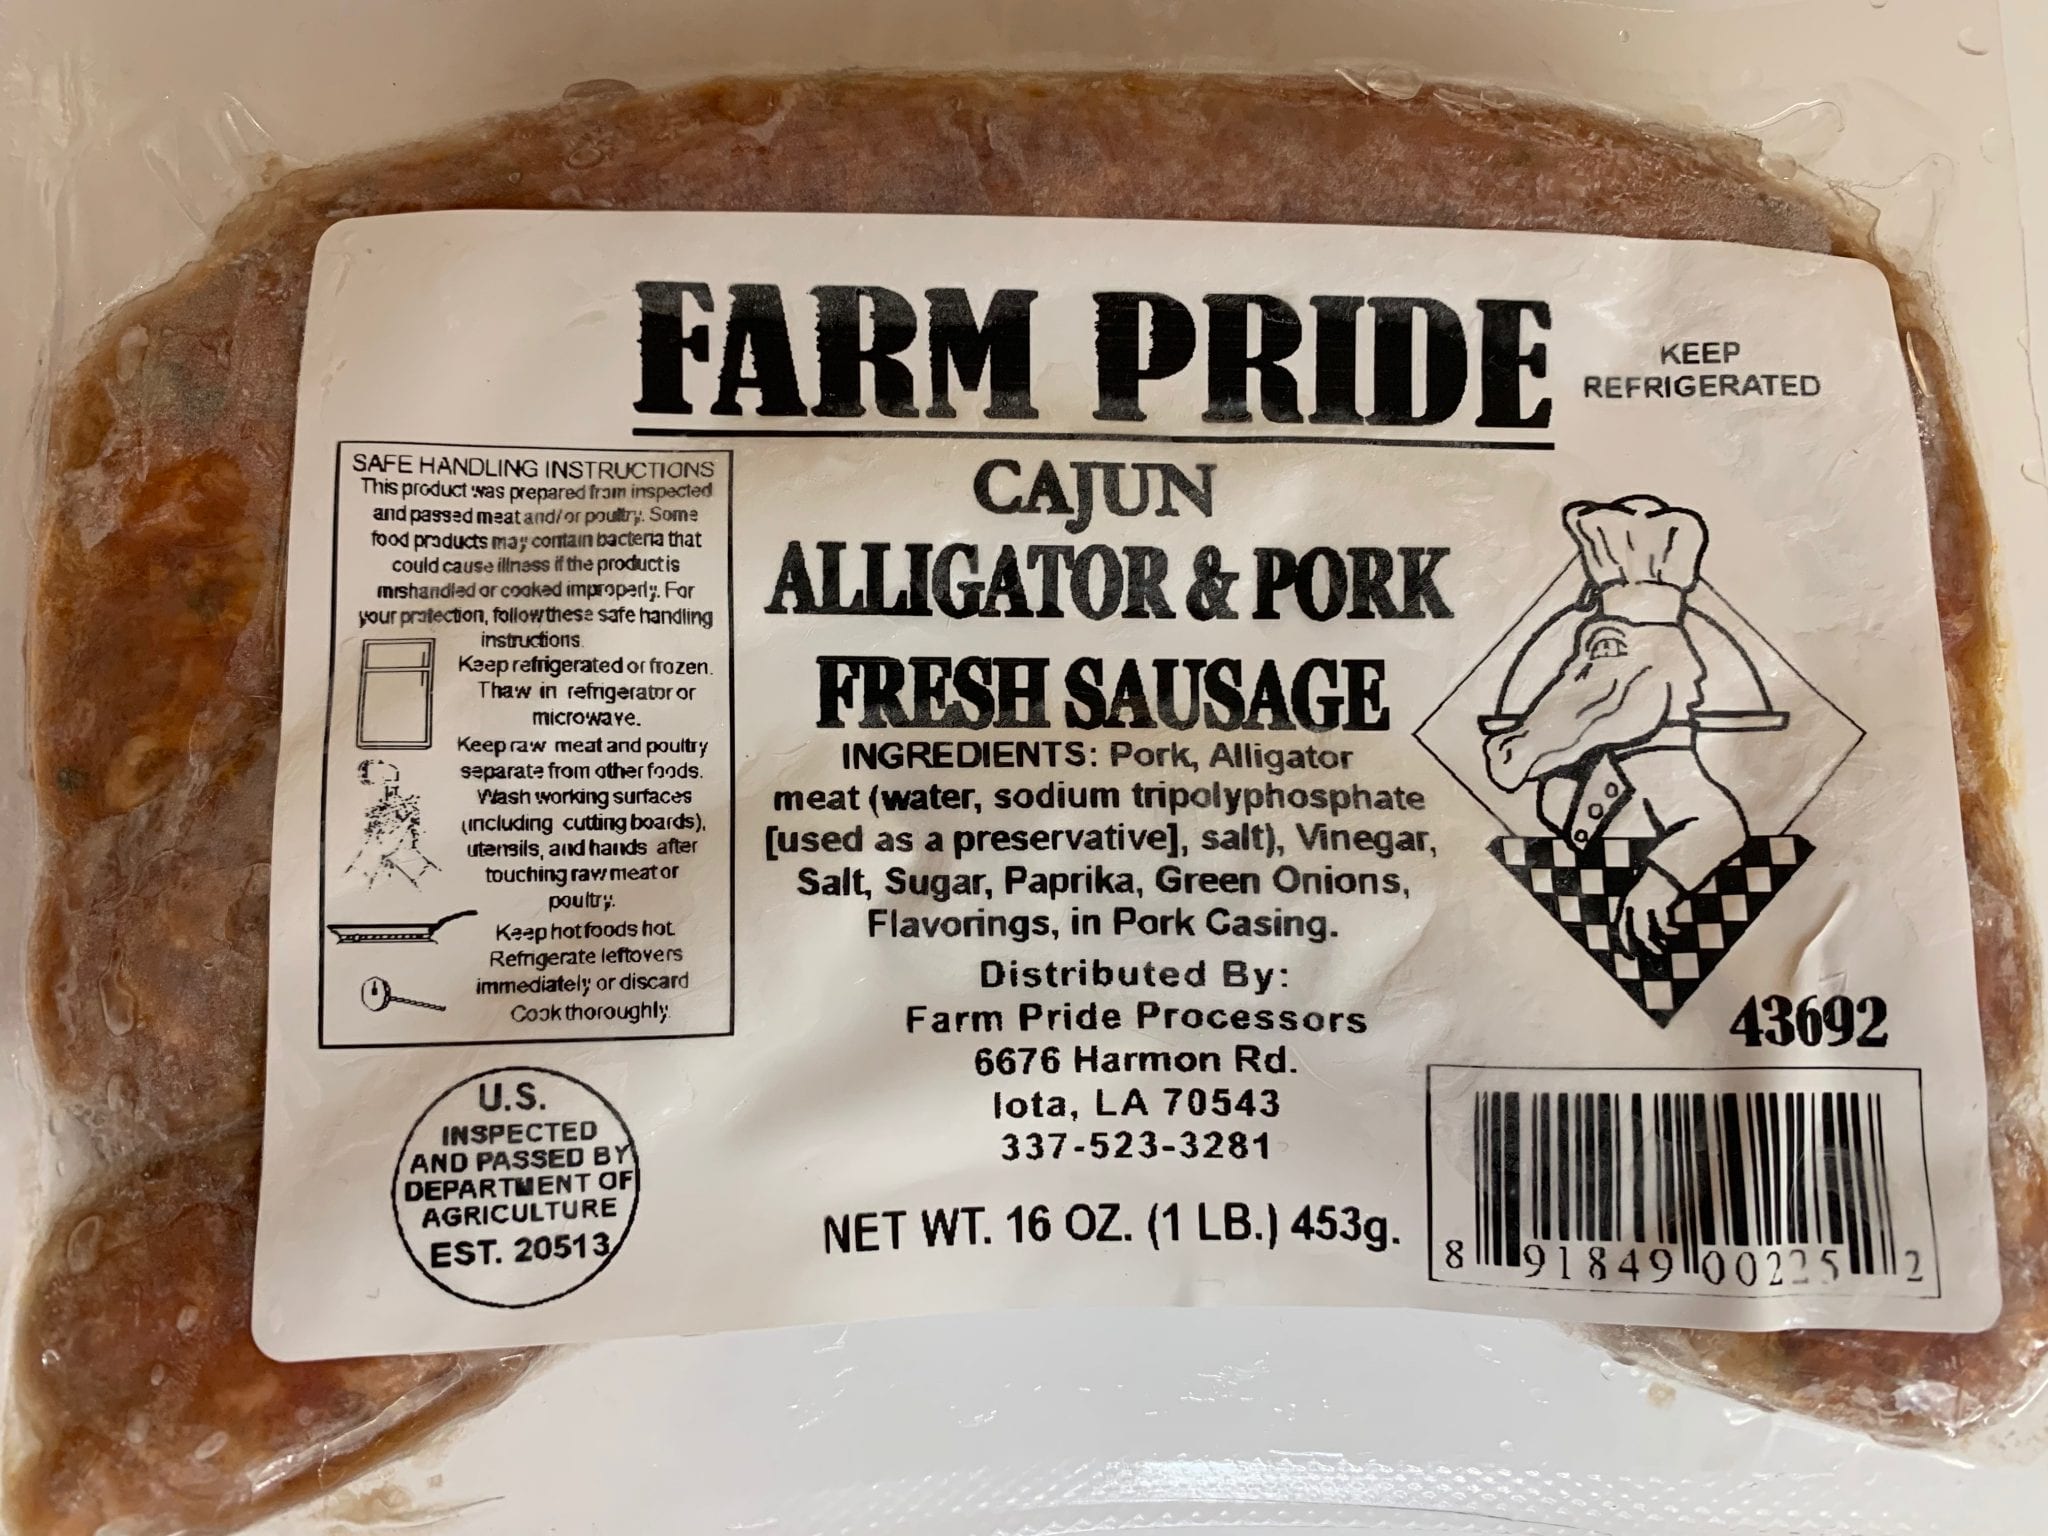 FARM PRIDE
KEEP
REFRIGERATED
CAJUN
ALLIGATOR & PORK
FRESH SAUSAGE
INGREDIENTS: Pork, Alligator
meat (water, sodium tripolyphosphate
[used as a preservative], salt), Vinegar,
Salt, Sugar, Paprika, Green Onions,
Flavorings, in Pork Casing.
Distributed By:
Farm Pride Processors
6676 Harmon Rd.
Iota, LA 70543
337-523-3281
NET WT. 16 OZ. (1 LB.) 453g.
SAFE HANDLING INSTRUCTIONS
This product was prepared from inspected
and passed meat and/or poultry. Some
food products may contain bacteria that
could cause illness if the product is
mishandled or cooked improperly. For
your protection, follow these safe handling
instructions.
Keep refrigerated or frozen.
Thaw in refrigerator or
microwave.
Keep raw meat and poultry
separate from other foods.
Wash working surfaces
(including cutting boards),
utensils, and hands after
touching raw meat or
poultry.
Keep hot foods hot.
Refrigerate leftovers
immediately or discard
Cook thoroughly.
U.S.
INSPECTED
AND PASSED BY
DEPARTMENT OF
AGRICULTURE
EST. 20513
43692
8 91849 00225 2